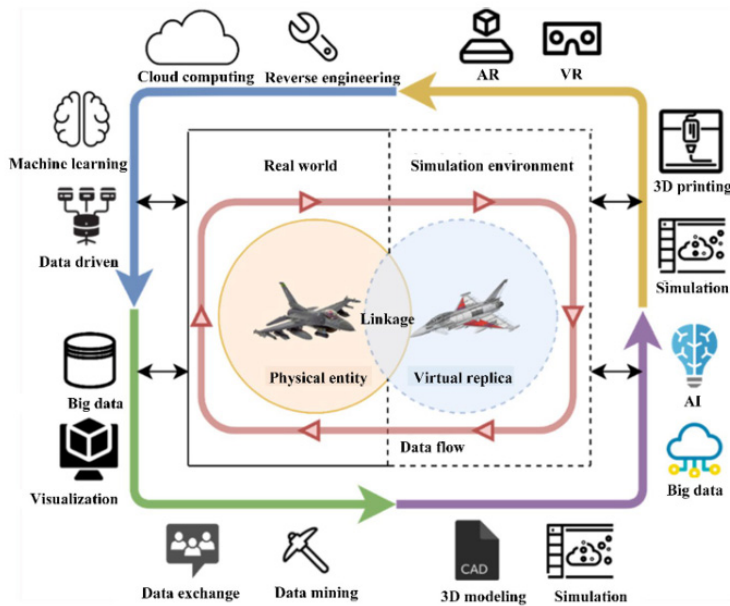 Cloud computing
Reverse engineering
AR
VR
Machine learning
Real world
Simulation environment
3D printing
Data driven
Simulation
Linkage
Physical entity
Virtual replica
Big data
AI
Data flow
Visualization
Big data
CAD
Data exchange
Data mining
3D modeling
Simulation